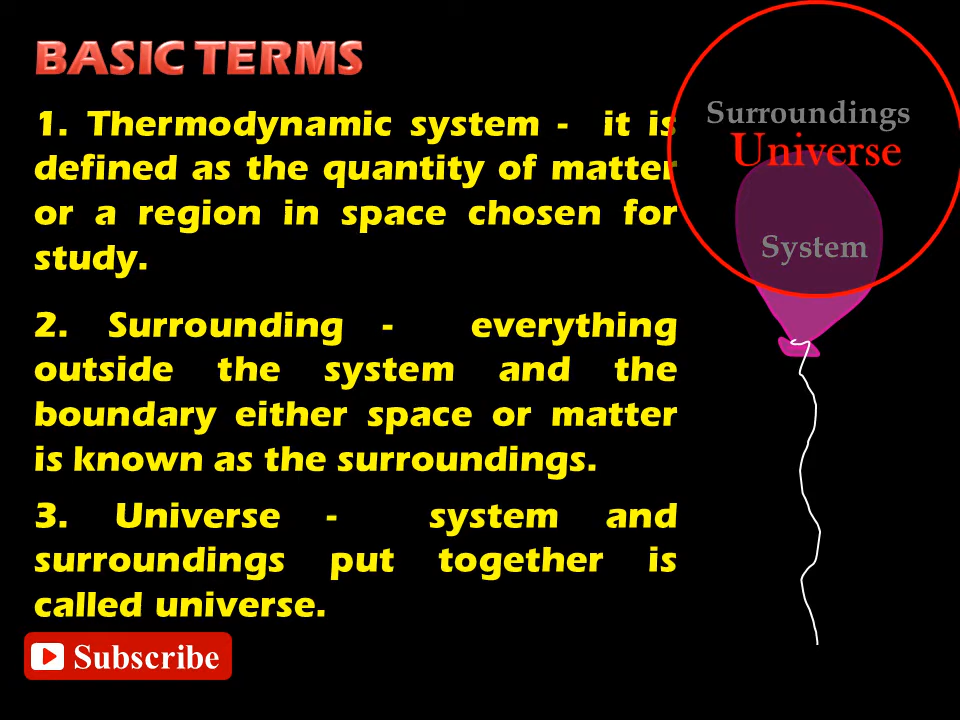 BASIC TERMS
1. Thermodynamic system - it is
defined as the quantity of matter
or a region in space chosen for
study.
2. Surrounding - everything
outside the system and the
boundary either space or matter
is known as the surroundings.
3. Universe - system and
surroundings put together is
called universe.
Subscribe
Surroundings
Universe
System